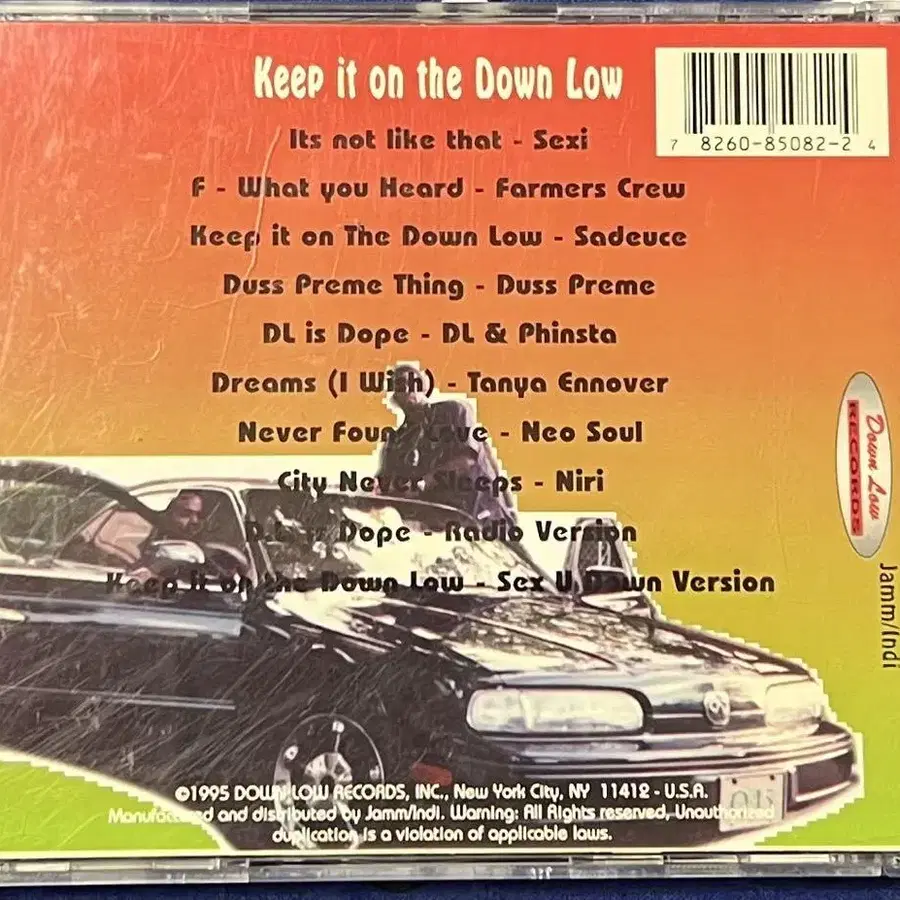 Keep it on the Down Low
Its not like that - Sexi
F - What you Heard - Farmers Crew
Keep it on The Down Low - Sadeuce
Duss Preme Thing - Duss Preme
DL is Dope - DL & Phinsta
Dreams (I Wish) - Tanya Ennover
Never Found Love - Neo Soul
City Never Sleeps - Niri
Dope - Radio Version
Keep it on the Down Low - Sex U Down Version
7 8260-85082-2 4
Down Low
RECORDS
Jamm/Indi
©1995 DOWN LOW RECORDS, INC., New York City, NY 11412 - U.S.A.
Manufactured and distributed by Jamm/Indi. Warning: All Rights reserved, Unauthorized
duplication is a violation of applicable laws.